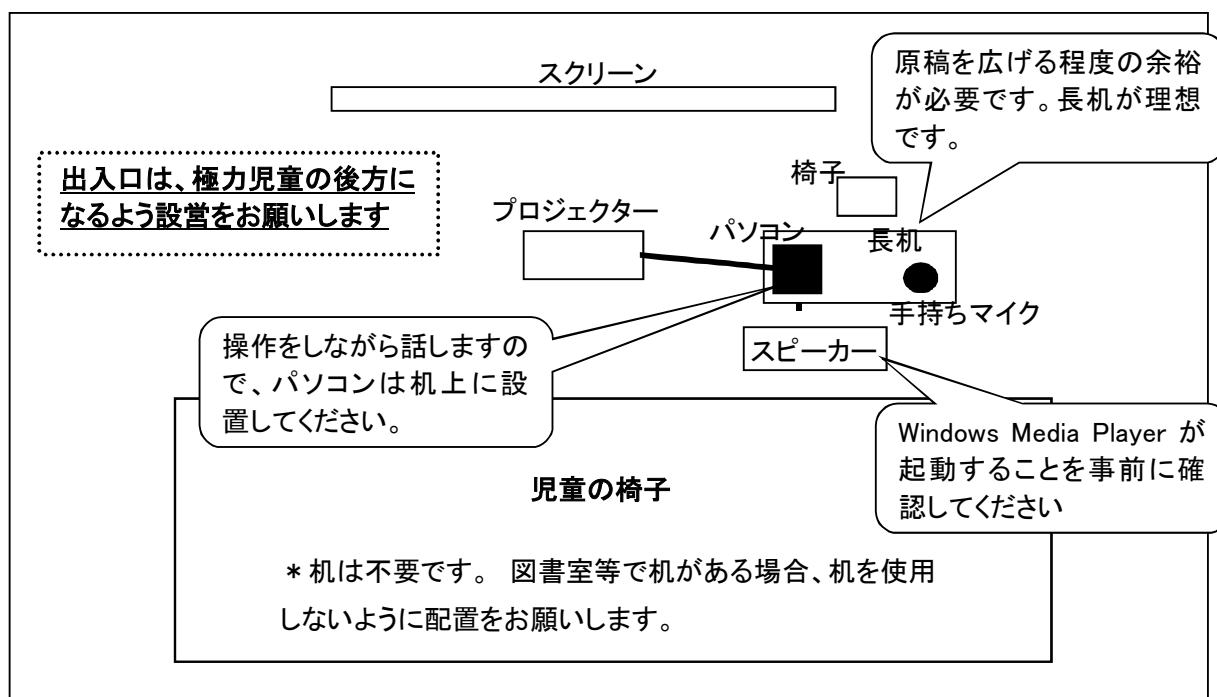 スクリーン
原稿を広げる程度の余裕
が必要です。長机が理想
です。
出入口は、極力児童の後方に
なるよう設営をお願いします
椅子
プロジェクター
パソコン
長机
手持ちマイク
スピーカー
操作をしながら話しますの
で、パソコンは机上に設
置してください。
Windows Media Player が
起動することを事前に確
認してください
児童の椅子
＊机は不要です。 図書室等で机がある場合、机を使用
しないように配置をお願いします。